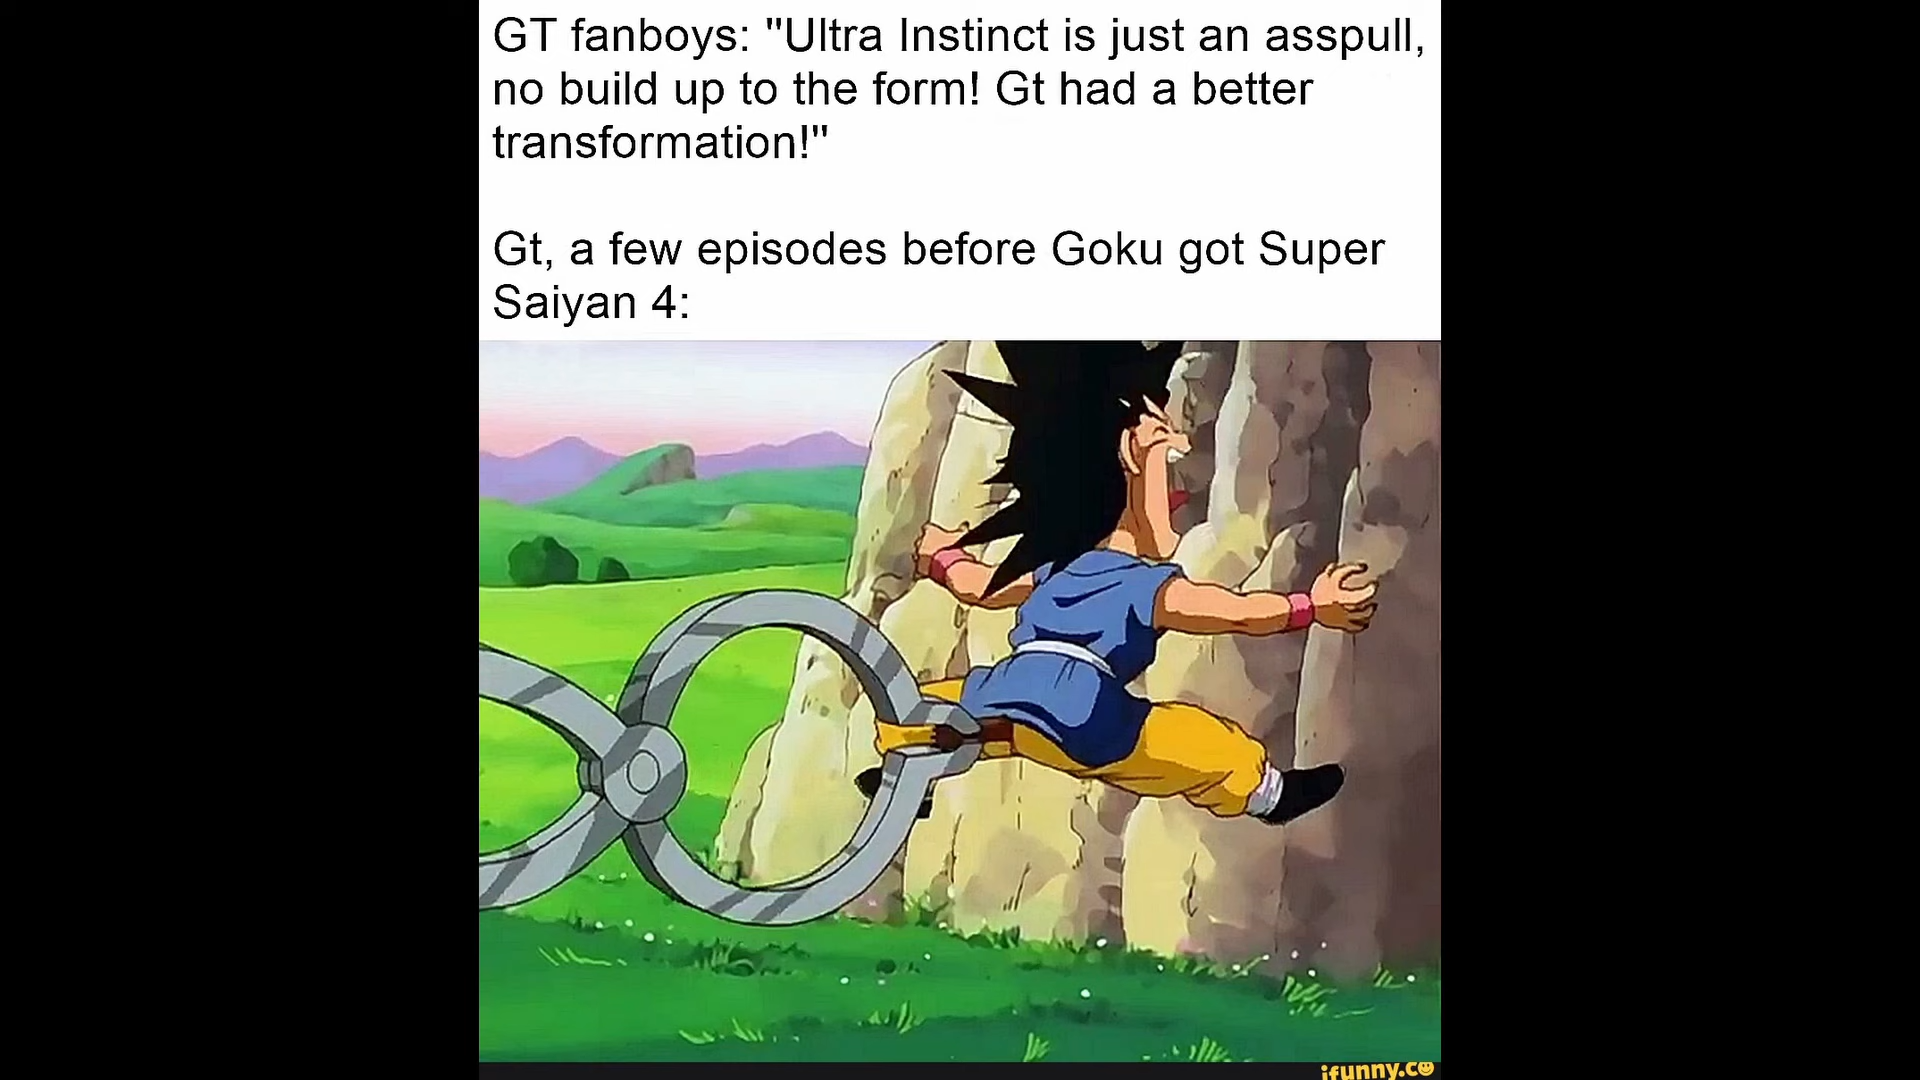 GT fanboys: "Ultra Instinct is just an asspull,
no build up to the form! Gt had a better
transformation!"
Gt, a few episodes before Goku got Super
Saiyan 4:
ifunny.co